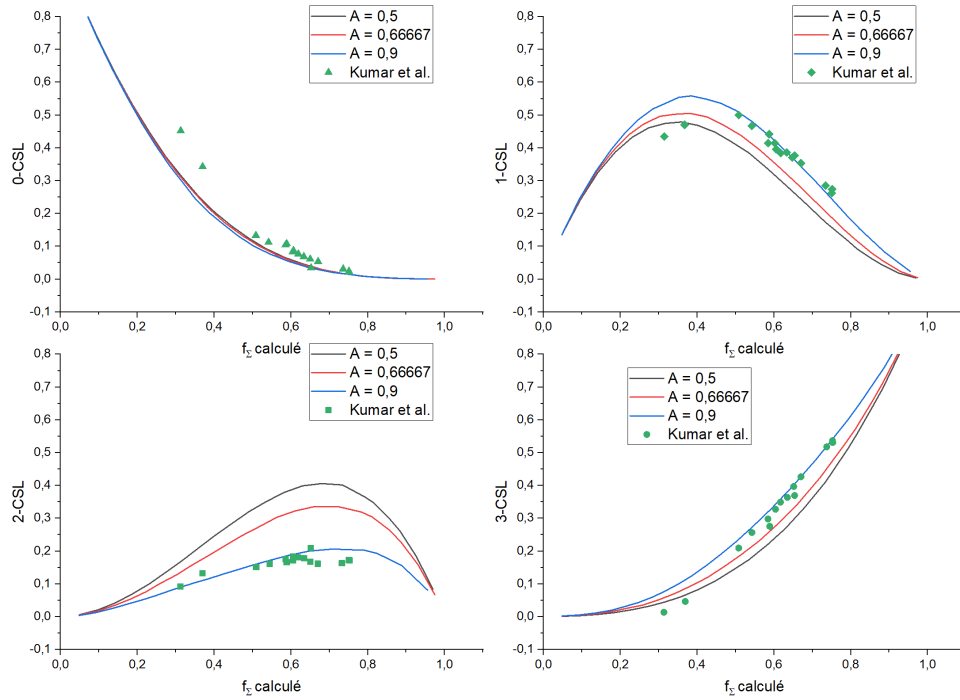 0,8
0,7
0,6
0,5
0,4
0,3
0,2
0,1
0,0
-0,1
0-CSL
A = 0,5
A = 0,66667
A = 0,9
Kumar et al.
0,0 0,2 0,4 0,6 0,8 1,0
fΣ calculé
0,8
0,7
0,6
0,5
0,4
0,3
0,2
0,1
0,0
-0,1
1-CSL
A = 0,5
A = 0,66667
A = 0,9
Kumar et al.
0,0 0,2 0,4 0,6 0,8 1,0
fΣ calculé
0,8
0,7
0,6
0,5
0,4
0,3
0,2
0,1
0,0
-0,1
2-CSL
A = 0,5
A = 0,66667
A = 0,9
Kumar et al.
0,0 0,2 0,4 0,6 0,8 1,0
fΣ calculé
0,8
0,7
0,6
0,5
0,4
0,3
0,2
0,1
0,0
-0,1
3-CSL
A = 0,5
A = 0,66667
A = 0,9
Kumar et al.
0,0 0,2 0,4 0,6 0,8 1,0
fΣ calculé